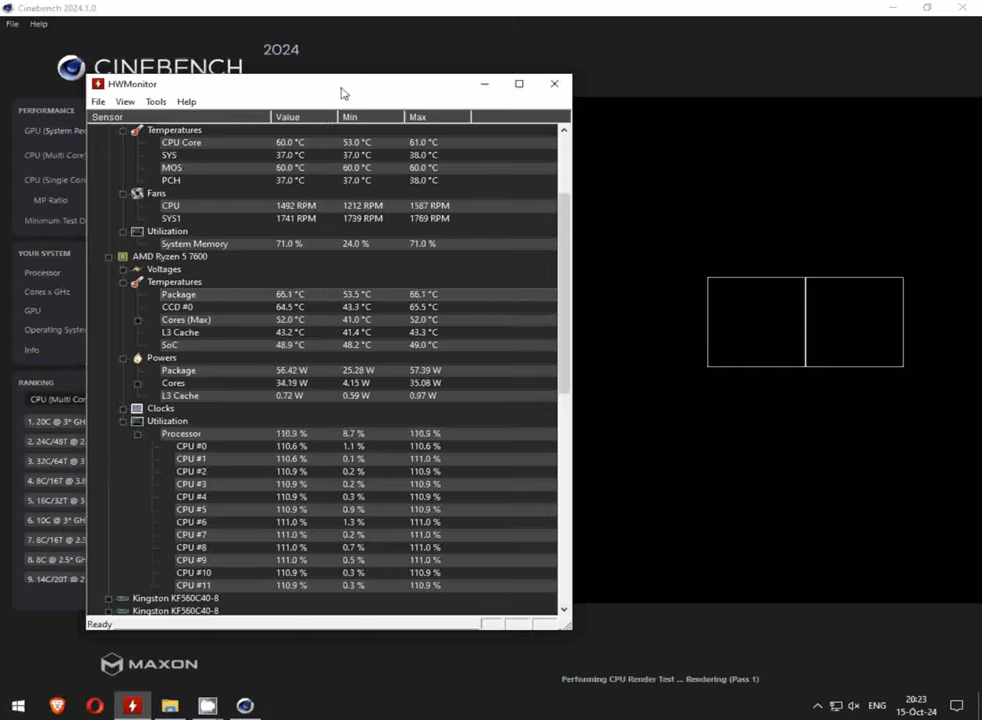 Cinebench 2024.1.0
File Help
2024
CINEBENCH
HWMonitor
File View Tools Help
Sensor Value Min Max
PERFORMANCE
GPU (System Re
CPU (Multi Core
CPU (Single Con
MP Ratio
Minimum Test D
YOUR SYSTEM
Processor
Cores x GHz
GPU
Operating Syste
Info
RANKING
CPU (Multi Cor
1. 20C @ 3* GH
2. 24C/48T @ 2
3. 32C/64T @ 2
4. 8C/16T @ 3.8
5. 16C/32T @ 3
6. 10C @ 3* GH
7. 8C/16T @ 2.3
8. 8C @ 2.5* GH
9. 14C/20T @ 2
Temperatures
CPU Core 60.0 °C 53.0 °C 61.0 °C
SYS 37.0 °C 37.0 °C 38.0 °C
MOS 60.0 °C 60.0 °C 60.0 °C
PCH 37.0 °C 37.0 °C 38.0 °C
Fans
CPU 1492 RPM 1212 RPM 1587 RPM
SYS1 1741 RPM 1739 RPM 1769 RPM
Utilization
System Memory 71.0 % 24.0 % 71.0 %
AMD Ryzen 5 7600
Voltages
Temperatures
Package 66.1 °C 53.5 °C 66.1 °C
CCD #0 64.5 °C 43.3 °C 65.5 °C
Cores (Max) 52.0 °C 41.0 °C 52.0 °C
L3 Cache 43.2 °C 41.4 °C 43.3 °C
SoC 48.9 °C 48.2 °C 49.0 °C
Powers
Package 56.42 W 25.28 W 57.39 W
Cores 34.19 W 4.15 W 35.08 W
L3 Cache 0.72 W 0.59 W 0.97 W
Clocks
Utilization
Processor 110.9 % 8.7 % 110.9 %
CPU #0 110.6 % 1.1 % 110.6 %
CPU #1 110.6 % 0.1 % 111.0 %
CPU #2 110.9 % 0.2 % 110.9 %
CPU #3 110.9 % 0.2 % 110.9 %
CPU #4 110.9 % 0.3 % 110.9 %
CPU #5 110.9 % 0.9 % 110.9 %
CPU #6 111.0 % 1.3 % 111.0 %
CPU #7 111.0 % 0.2 % 111.0 %
CPU #8 111.0 % 0.7 % 111.0 %
CPU #9 111.0 % 0.5 % 111.0 %
CPU #10 110.9 % 0.3 % 110.9 %
CPU #11 110.9 % 0.3 % 110.9 %
Kingston KF560C40-8
Kingston KF560C40-8
Ready
MAXON
Performing CPU Render Test ... Rendering (Pass 1)
ENG
20:23
15-Oct-24